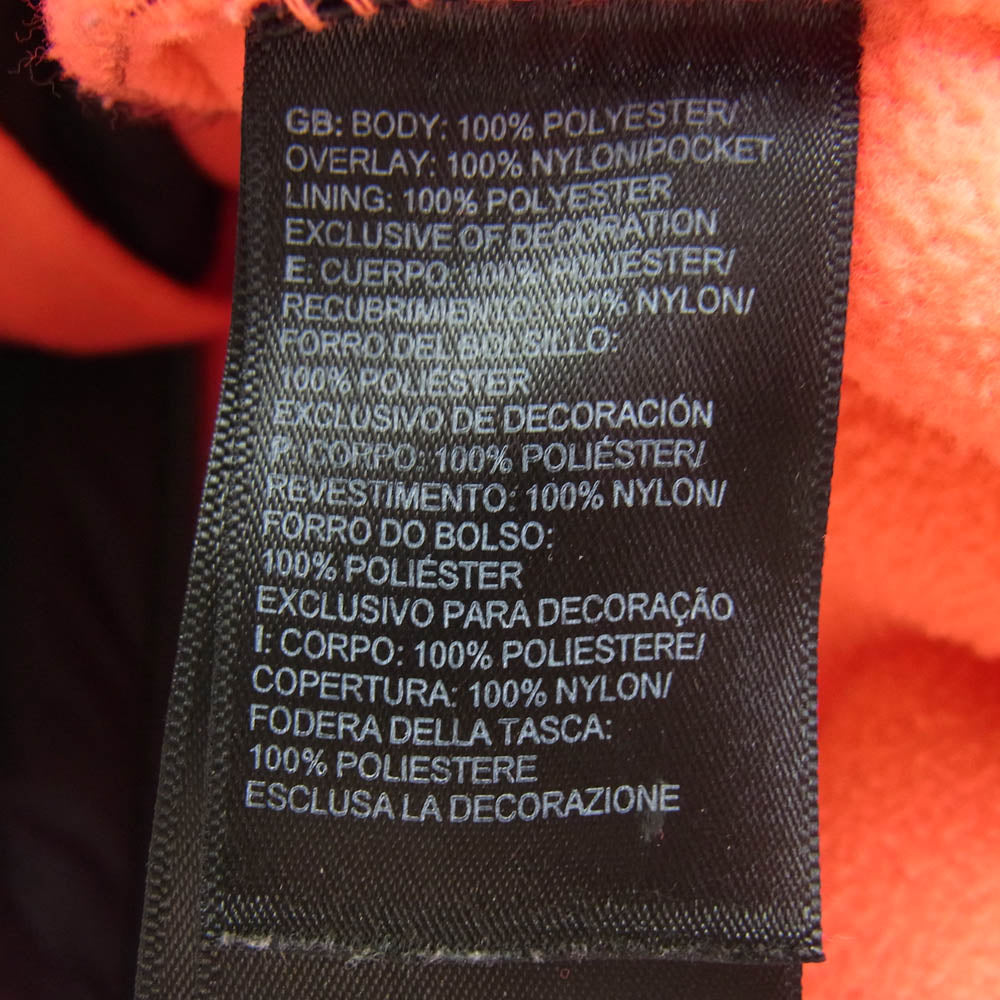 GB: BODY: 100% POLYESTER/
OVERLAY: 100% NYLON/POCKET
LINING: 100% POLYESTER
EXCLUSIVE OF DECORATION
E: CUERPO: 100% POLIÉSTER/
RECUBRIMIENTO: 100% NYLON/
FORRO DEL BOLSILLO:
100% POLIÉSTER
EXCLUSIVO DE DECORACIÓN
P: CORPO: 100% POLIÉSTER/
REVESTIMENTO: 100% NYLON/
FORRO DO BOLSO:
100% POLIÉSTER
EXCLUSIVO PARA DECORAÇÃO
I: CORPO: 100% POLIESTERE/
COPERTURA: 100% NYLON/
FODERA DELLA TASCA:
100% POLIESTERE
ESCLUSA LA DECORAZIONE